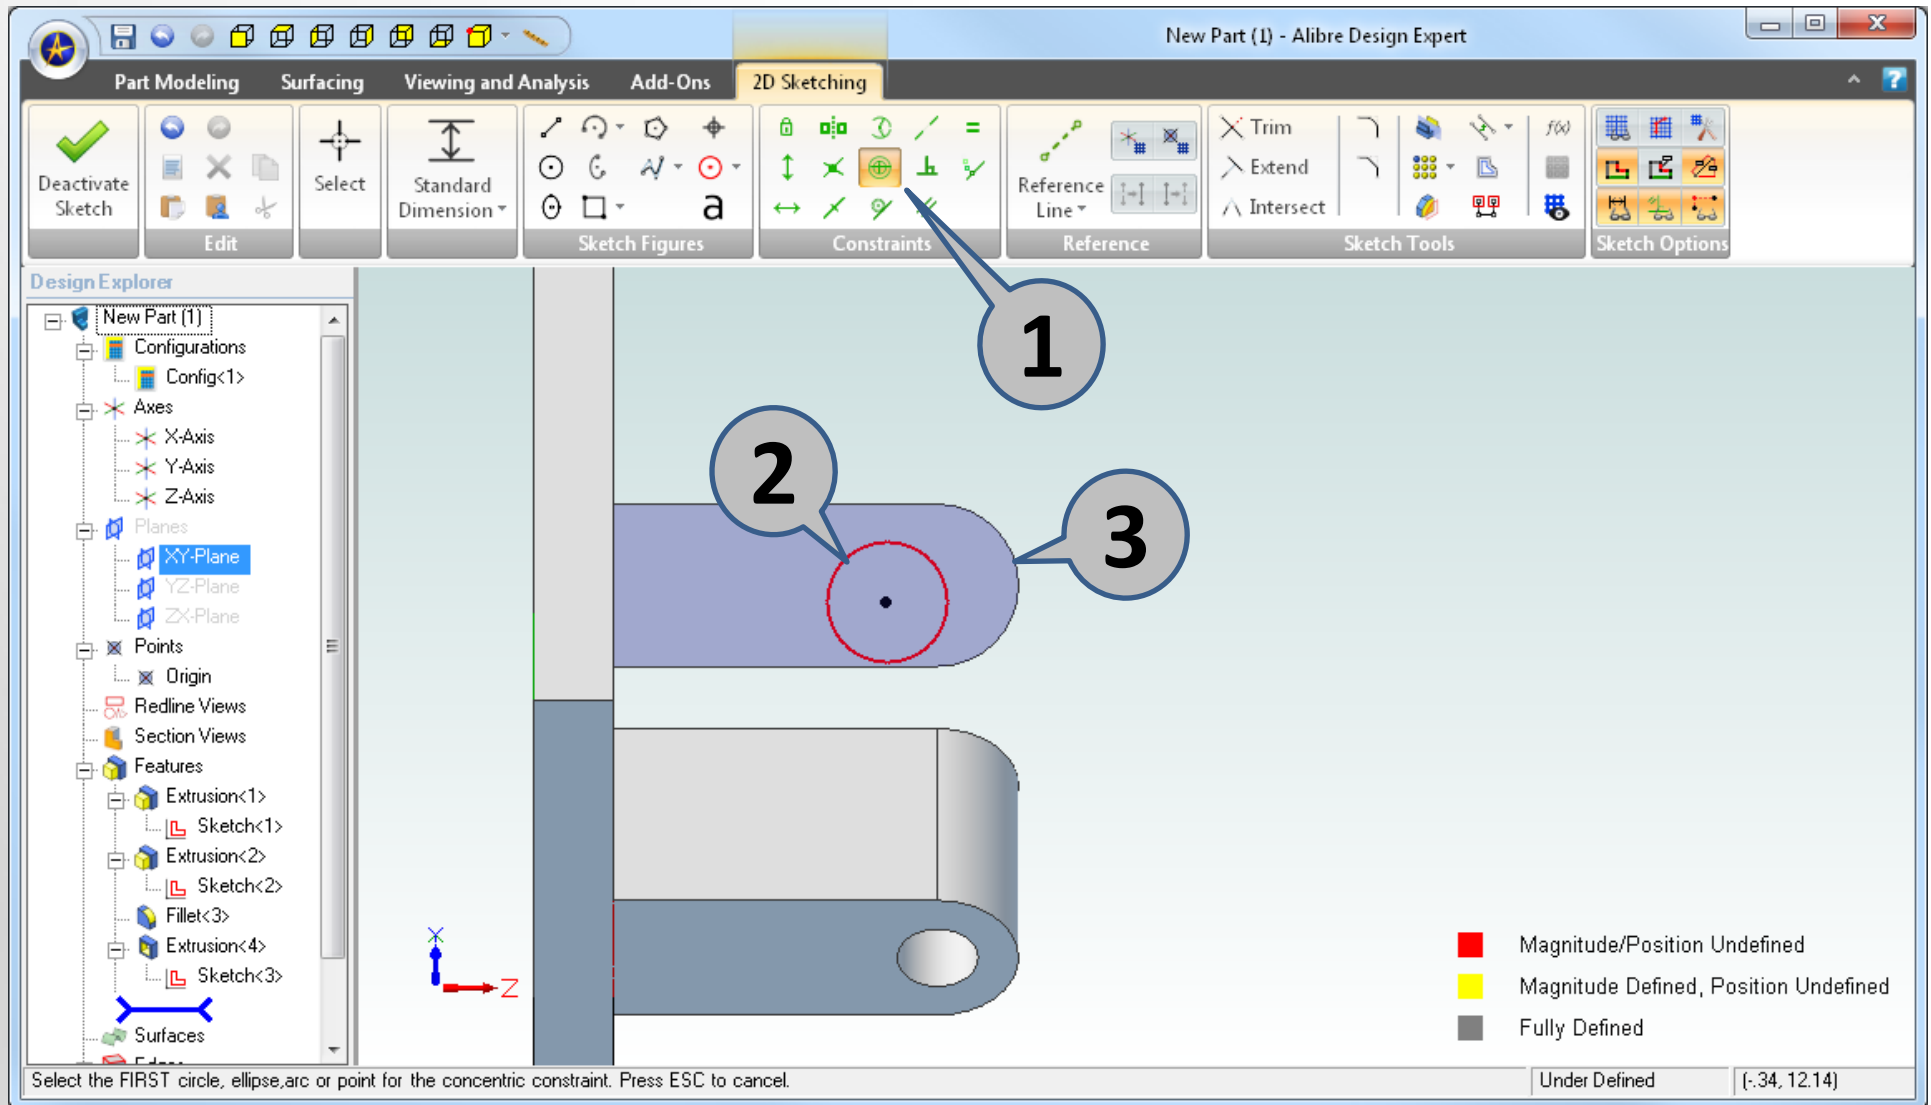 New Part (1) - Alibre Design Expert
Part Modeling Surfacing Viewing and Analysis Add-Ons 2D Sketching
Deactivate
Sketch
Edit
Select
Standard
Dimension
a
Sketch Figures
Constraints
Reference
Line
Reference
Trim
Extend
Intersect
f(x)
Sketch Tools
Sketch Options
Design Explorer
New Part (1)
Configurations
Config<1>
Axes
X-Axis
Y-Axis
Z-Axis
Planes
XY-Plane
YZ-Plane
ZX-Plane
Points
Origin
Redline Views
Section Views
Features
Extrusion<1>
Sketch<1>
Extrusion<2>
Sketch<2>
Fillet<3>
Extrusion<4>
Sketch<3>
Surfaces
1
2
3
X
Z
Magnitude/Position Undefined
Magnitude Defined, Position Undefined
Fully Defined
Select the FIRST circle, ellipse,arc or point for the concentric constraint. Press ESC to cancel.
Under Defined
(-.34, 12.14)